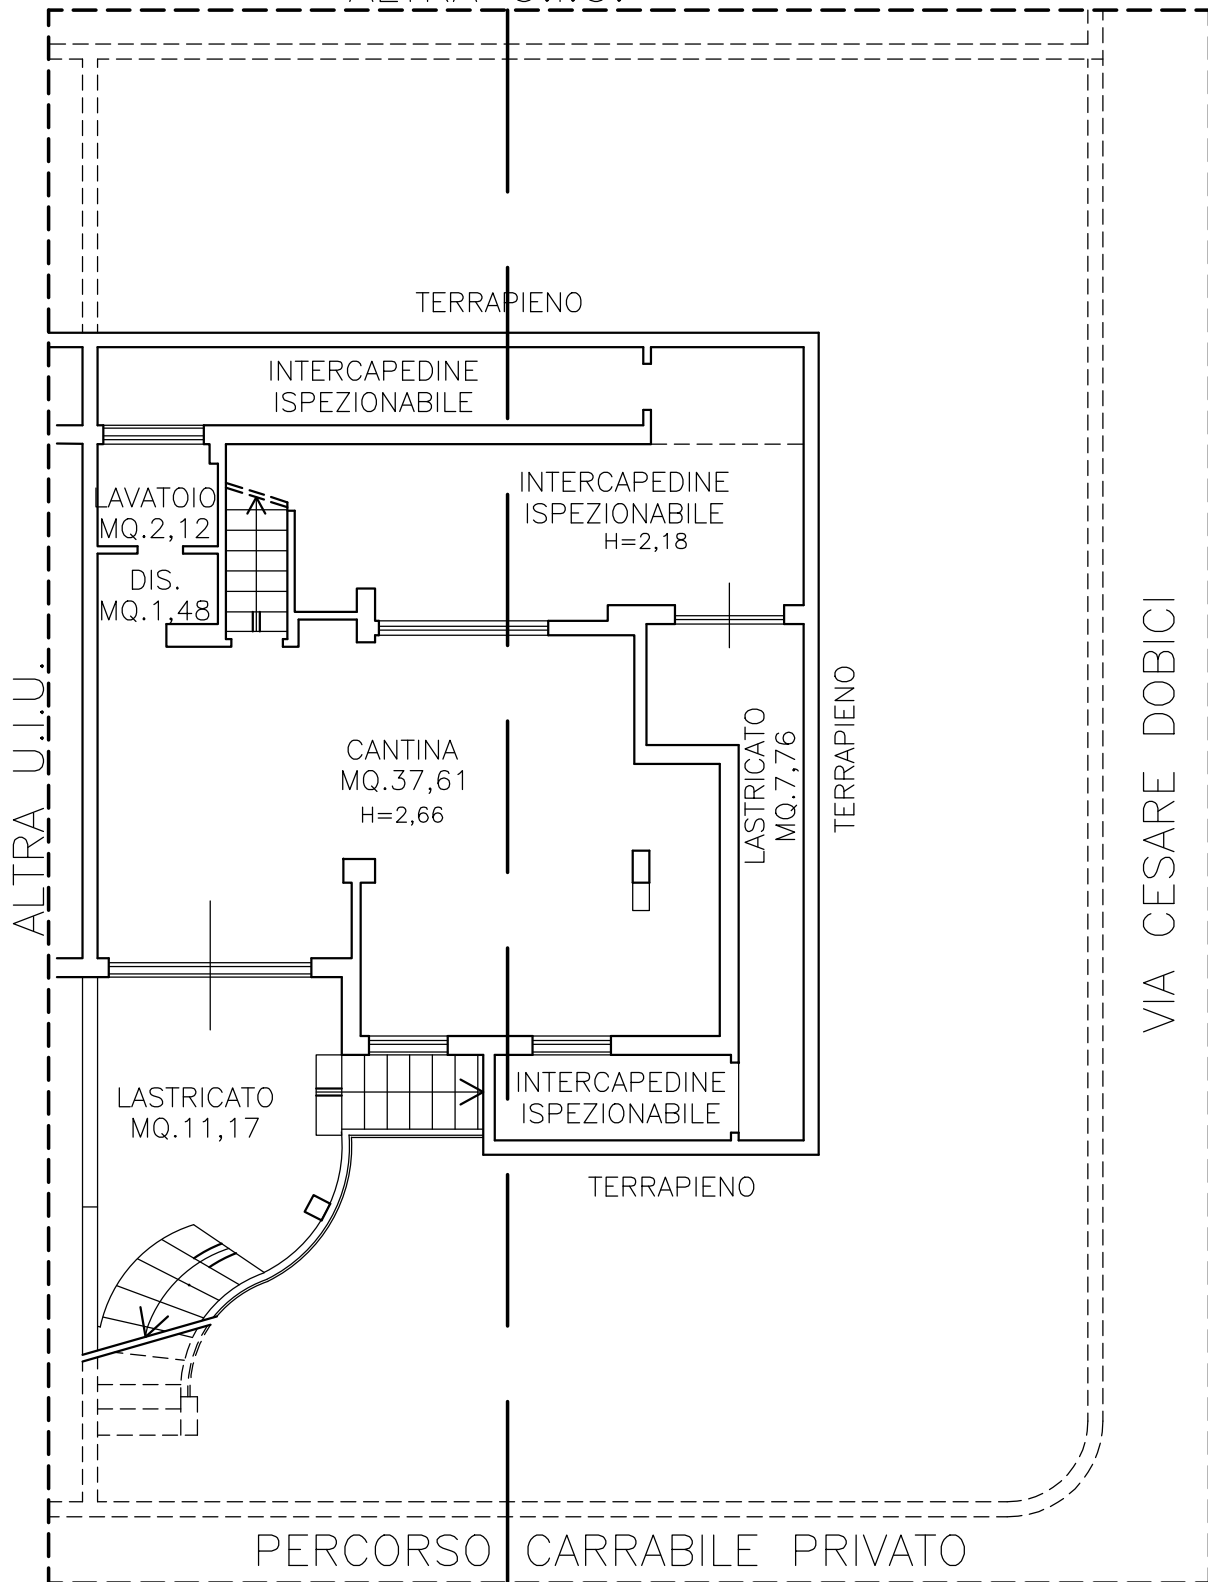 TERRAPIENO
INTERCAPEDINE
ISPEZIONABILE
INTERCAPEDINE
ISPEZIONABILE
H=2,18
LAVATOIO
MQ.2,12
DIS.
MQ.1,48
ALTRA U.I.U.
CANTINA
MQ.37,61
H=2,66
LASTRICATO
MQ.7,76
TERRAPIENO
VIA CESARE DOBICI
LASTRICATO
MQ.11,17
INTERCAPEDINE
ISPEZIONABILE
TERRAPIENO
PERCORSO CARRABILE PRIVATO